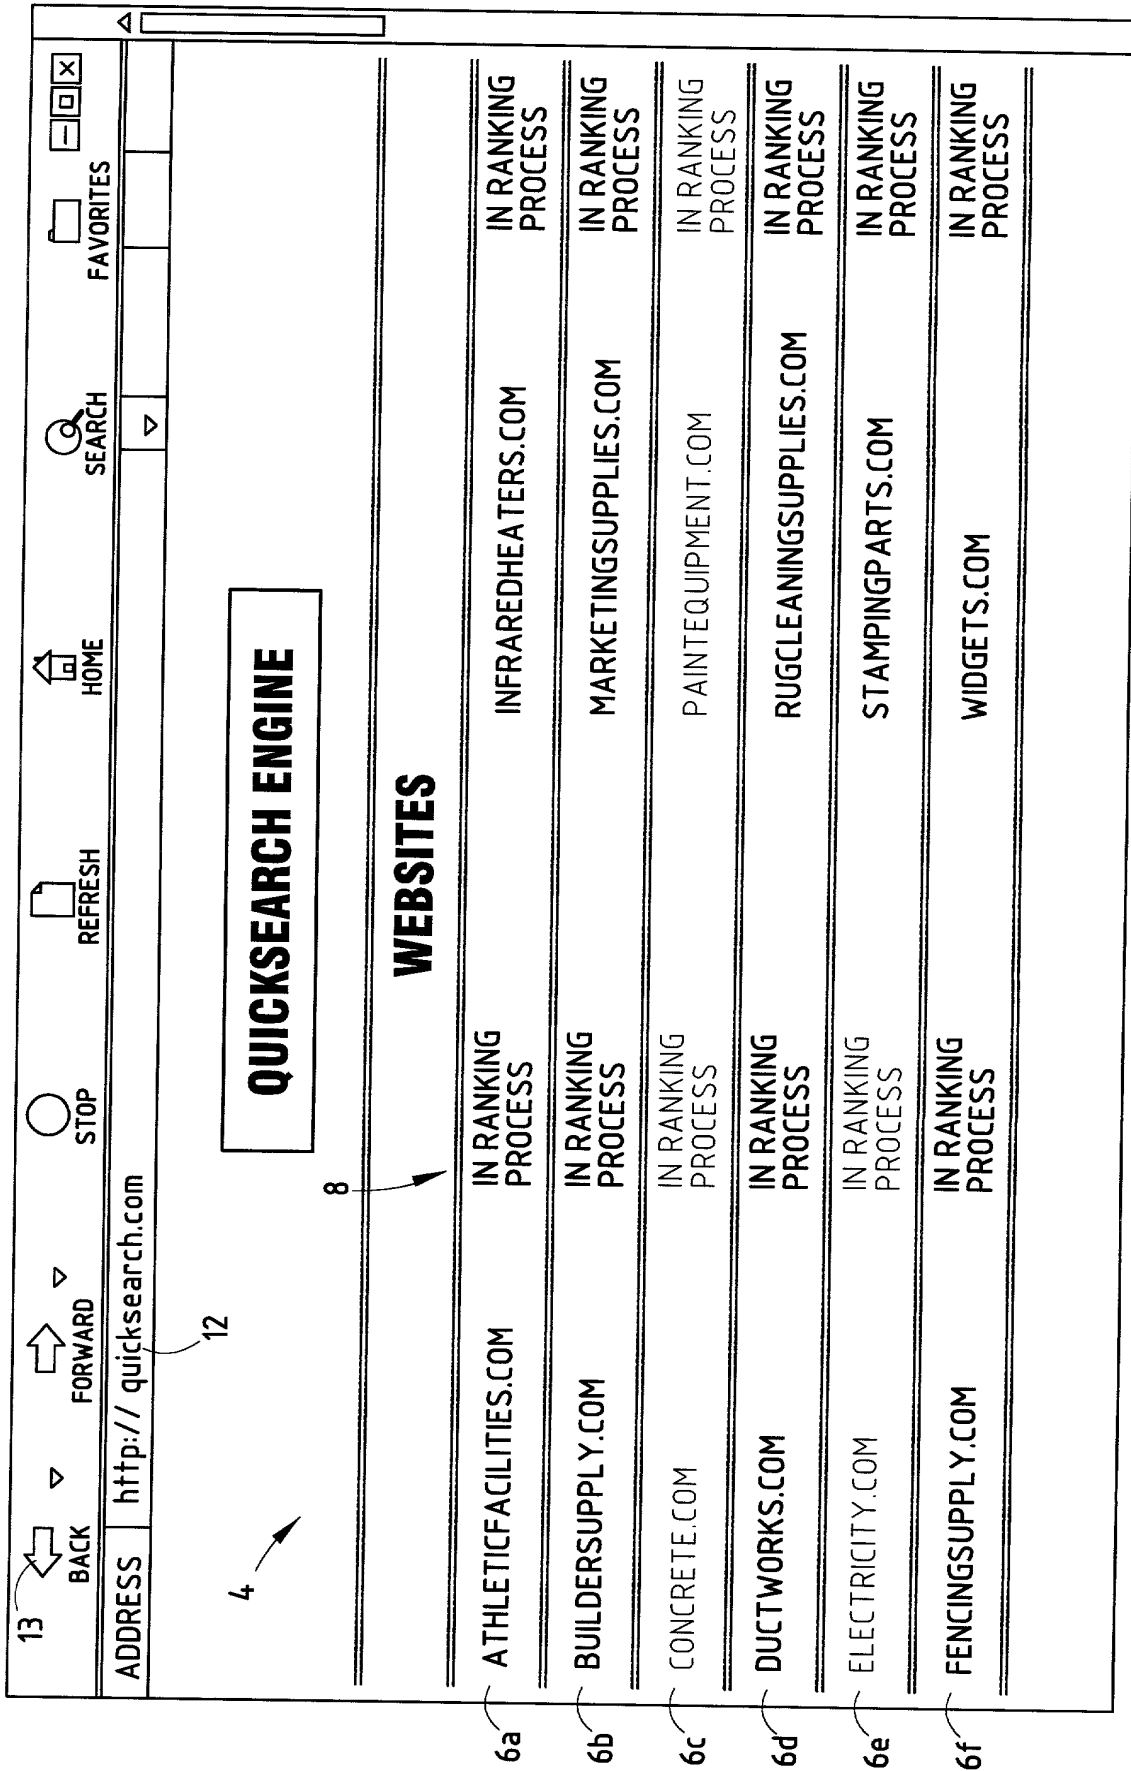 13
BACK
FORWARD
STOP
REFRESH
HOME
SEARCH
FAVORITES
ADDRESS http:// quicksearch.com
12
4
QUICKSEARCH ENGINE
8
WEBSITES
6a ATHLETICFACILITIES.COM IN RANKING PROCESS INFRAREDHEATERS.COM IN RANKING PROCESS
6b BUILDERSUPPLY.COM IN RANKING PROCESS MARKETINGSUPPLIES.COM IN RANKING PROCESS
6c CONCRETE.COM IN RANKING PROCESS PAINTEQUIPMENT.COM IN RANKING PROCESS
6d DUCTWORKS.COM IN RANKING PROCESS RUGCLEANINGSUPPLIES.COM IN RANKING PROCESS
6e ELECTRICITY.COM IN RANKING PROCESS STAMPINGPARTS.COM IN RANKING PROCESS
6f FENCINGSUPPLY.COM IN RANKING PROCESS WIDGETS.COM IN RANKING PROCESS